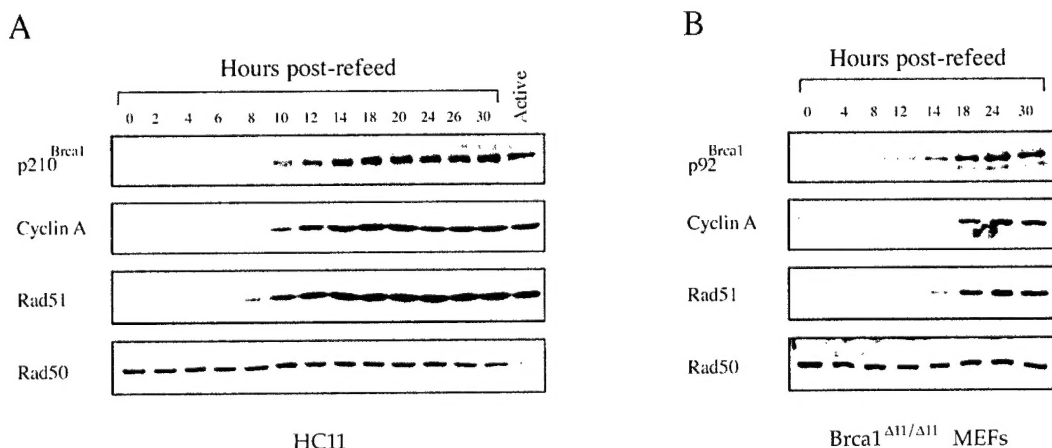 A
Hours post-refeed
0 2 4 6 8 10 12 14 18 20 24 26 30 Active
p210^Brca1
Cyclin A
Rad51
Rad50
HC11
B
Hours post-refeed
0 4 8 12 14 18 24 30
p92^Brca1
Cyclin A
Rad51
Rad50
Brca1^Δ11/Δ11 MEFs